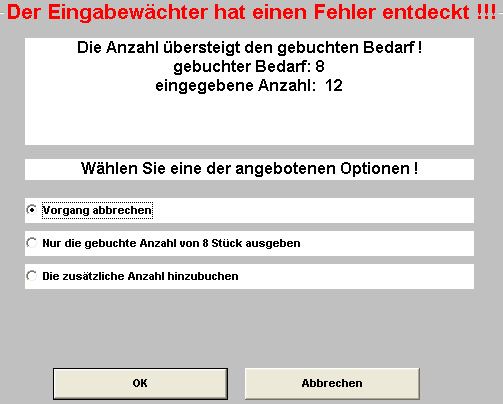 Der Eingabewächter hat einen Fehler entdeckt !!!
Die Anzahl übersteigt den gebuchten Bedarf !
gebuchter Bedarf: 8
eingegebene Anzahl: 12
Wählen Sie eine der angebotenen Optionen !
Vorgang abbrechen
Nur die gebuchte Anzahl von 8 Stück ausgeben
Die zusätzliche Anzahl hinzubuchen
OK
Abbrechen